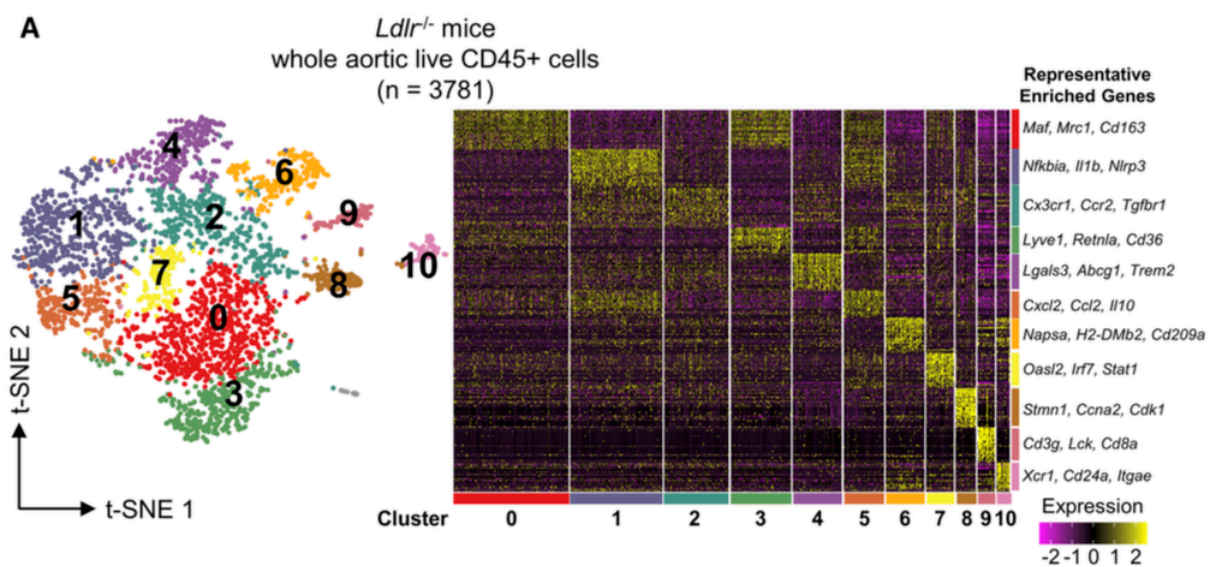 A
Ldlr-/- mice
whole aortic live CD45+ cells
(n = 3781)
Representative
Enriched Genes
4
6
1
2
9
10
7
8
5
0
3
t-SNE 2
t-SNE 1
Maf, Mrc1, Cd163
Nfkbia, Il1b, Nlrp3
Cx3cr1, Ccr2, Tgfbr1
Lyve1, Retnla, Cd36
Lgals3, Abcg1, Trem2
Cxcl2, Ccl2, Il10
Napsa, H2-DMb2, Cd209a
Oasl2, Irf7, Stat1
Stmn1, Ccna2, Cdk1
Cd3g, Lck, Cd8a
Xcr1, Cd24a, Itgae
Cluster 0 1 2 3 4 5 6 7 8 9 10
Expression
-2 -1 0 1 2